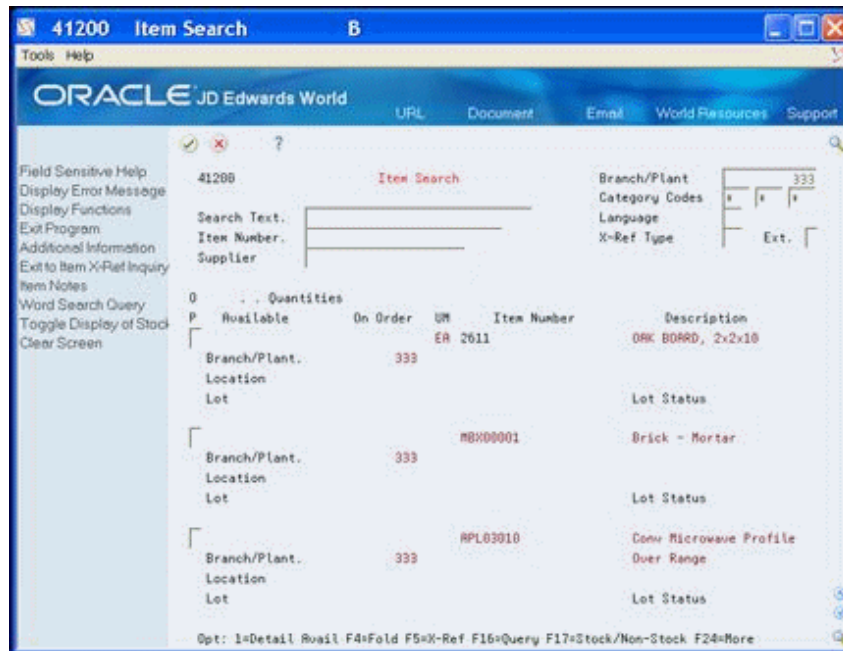 41200 Item Search B
Tools Help
ORACLE JD Edwards World
URL Document Email World Resources Support
?
Field Sensitive Help
Display Error Message
Display Functions
Exit Program
Additional Information
Exit to Item X-Ref Inquiry
Item Notes
Word Search Query
Toggle Display of Stock
Clear Screen
41200 Item Search Branch/Plant 333
Category Codes * * *
Search Text. Language
Item Number. X-Ref Type Ext.
Supplier
O . . Quantities
P Available On Order UM Item Number Description
EA 2611 OAK BOARD, 2x2x10
Branch/Plant. 333
Location
Lot Lot Status
MBX00001 Brick - Mortar
Branch/Plant. 333
Location
Lot Lot Status
APL03010 Conv Microwave Profile
Branch/Plant. 333 Over Range
Location
Lot Lot Status
Opt: 1=Detail Avail F4=Fold F5=X-Ref F16=Query F17=Stock/Non-Stock F24=More